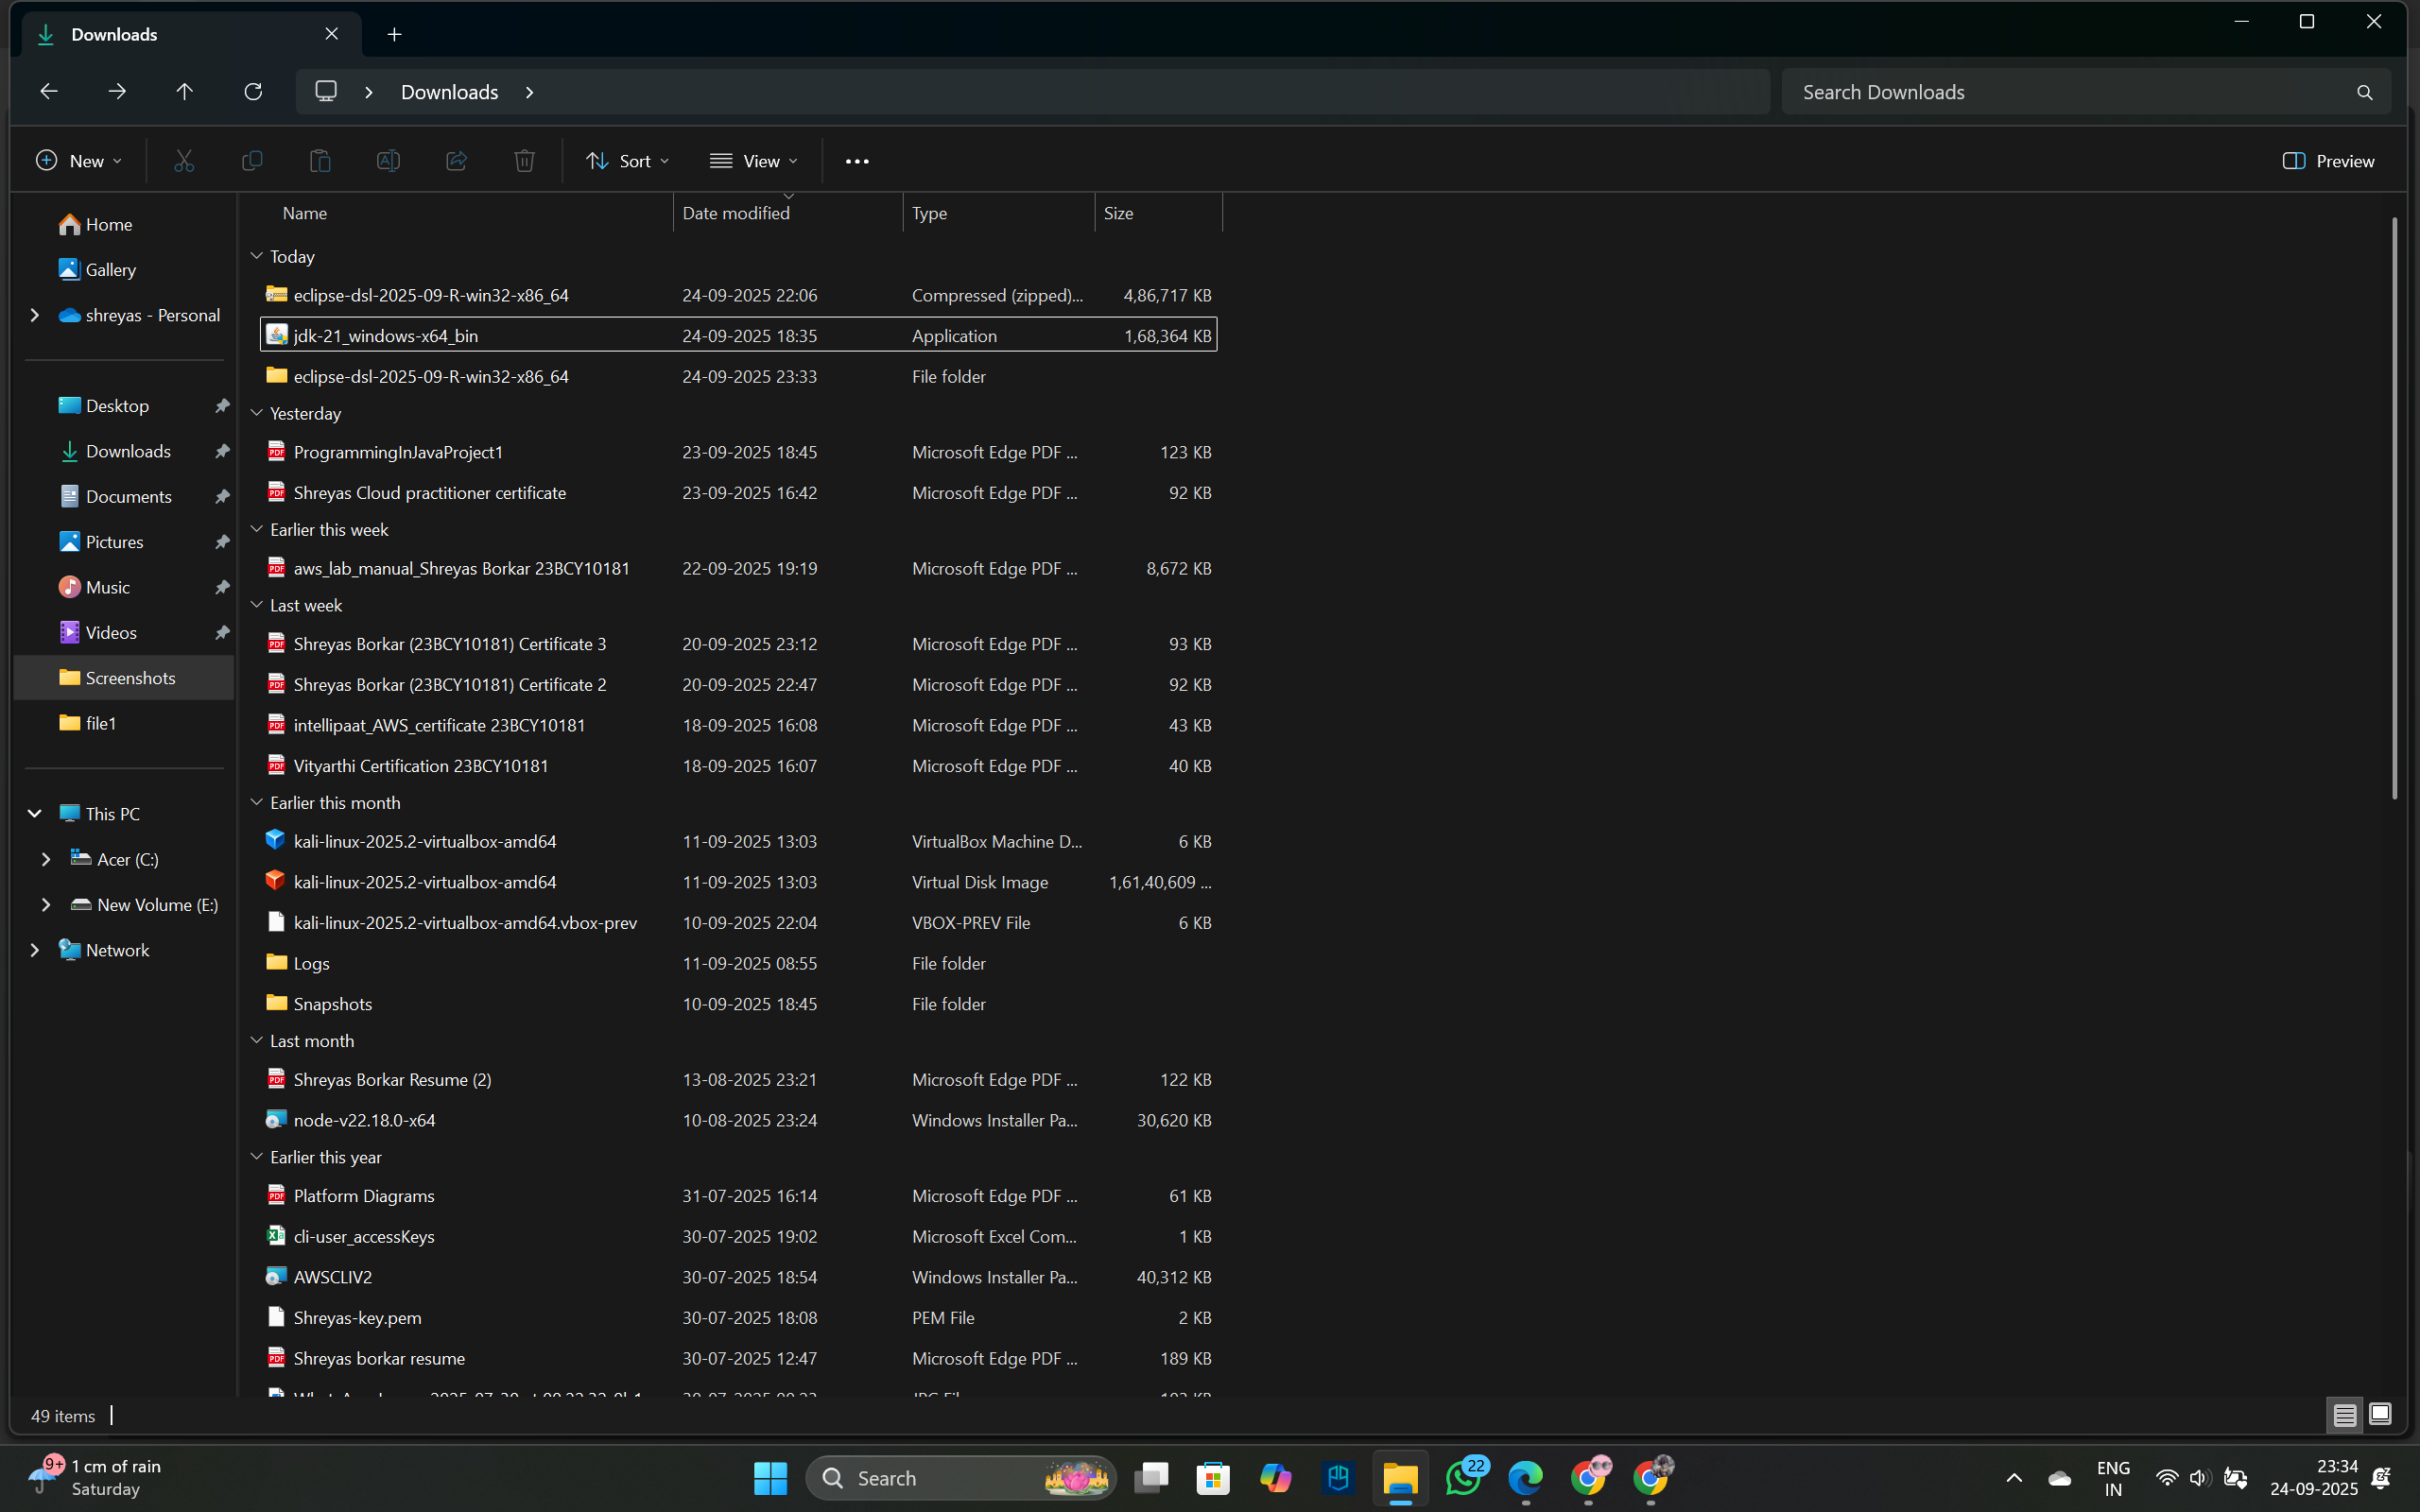 Downloads
Downloads
Search Downloads
New
Sort
View
Preview
Home
Gallery
shreyas - Personal
Desktop
Downloads
Documents
Pictures
Music
Videos
Screenshots
file1
This PC
Acer (C:)
New Volume (E:)
Network
Name Date modified Type Size
Today
eclipse-dsl-2025-09-R-win32-x86_64 24-09-2025 22:06 Compressed (zipped)... 4,86,717 KB
jdk-21_windows-x64_bin 24-09-2025 18:35 Application 1,68,364 KB
eclipse-dsl-2025-09-R-win32-x86_64 24-09-2025 23:33 File folder
Yesterday
ProgrammingInJavaProject1 23-09-2025 18:45 Microsoft Edge PDF ... 123 KB
Shreyas Cloud practitioner certificate 23-09-2025 16:42 Microsoft Edge PDF ... 92 KB
Earlier this week
aws_lab_manual_Shreyas Borkar 23BCY10181 22-09-2025 19:19 Microsoft Edge PDF ... 8,672 KB
Last week
Shreyas Borkar (23BCY10181) Certificate 3 20-09-2025 23:12 Microsoft Edge PDF ... 93 KB
Shreyas Borkar (23BCY10181) Certificate 2 20-09-2025 22:47 Microsoft Edge PDF ... 92 KB
intellipaat_AWS_certificate 23BCY10181 18-09-2025 16:08 Microsoft Edge PDF ... 43 KB
Vityarthi Certification 23BCY10181 18-09-2025 16:07 Microsoft Edge PDF ... 40 KB
Earlier this month
kali-linux-2025.2-virtualbox-amd64 11-09-2025 13:03 VirtualBox Machine D... 6 KB
kali-linux-2025.2-virtualbox-amd64 11-09-2025 13:03 Virtual Disk Image 1,61,40,609 ...
kali-linux-2025.2-virtualbox-amd64.vbox-prev 10-09-2025 22:04 VBOX-PREV File 6 KB
Logs 11-09-2025 08:55 File folder
Snapshots 10-09-2025 18:45 File folder
Last month
Shreyas Borkar Resume (2) 13-08-2025 23:21 Microsoft Edge PDF ... 122 KB
node-v22.18.0-x64 10-08-2025 23:24 Windows Installer Pa... 30,620 KB
Earlier this year
Platform Diagrams 31-07-2025 16:14 Microsoft Edge PDF ... 61 KB
cli-user_accessKeys 30-07-2025 19:02 Microsoft Excel Com... 1 KB
AWSCLIV2 30-07-2025 18:54 Windows Installer Pa... 40,312 KB
Shreyas-key.pem 30-07-2025 18:08 PEM File 2 KB
Shreyas borkar resume 30-07-2025 12:47 Microsoft Edge PDF ... 189 KB
49 items
9+
1 cm of rain
Saturday
Search
22
ENG
IN
23:34
24-09-2025